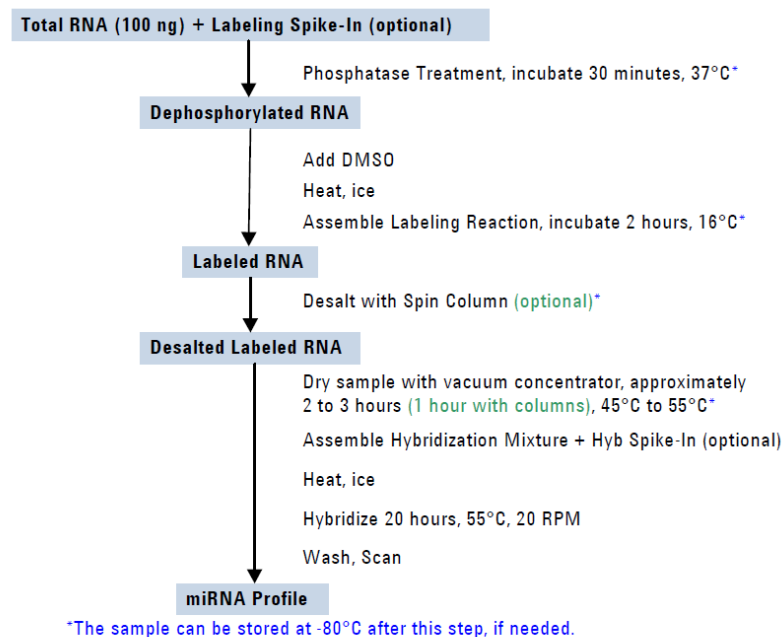 Total RNA (100 ng) + Labeling Spike-In (optional)
Phosphatase Treatment, incubate 30 minutes, 37°C*
Dephosphorylated RNA
Add DMSO
Heat, ice
Assemble Labeling Reaction, incubate 2 hours, 16°C*
Labeled RNA
Desalt with Spin Column (optional)*
Desalted Labeled RNA
Dry sample with vacuum concentrator, approximately
2 to 3 hours (1 hour with columns), 45°C to 55°C*
Assemble Hybridization Mixture + Hyb Spike-In (optional)
Heat, ice
Hybridize 20 hours, 55°C, 20 RPM
Wash, Scan
miRNA Profile
*The sample can be stored at -80°C after this step, if needed.